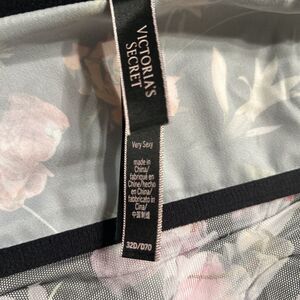 VICTORIA'S
SECRET
Very Sexy
made in
China/
fabriqué en
Chine/hecho
en China/
fabbricato in
Cina/
中国制造
32D/D70